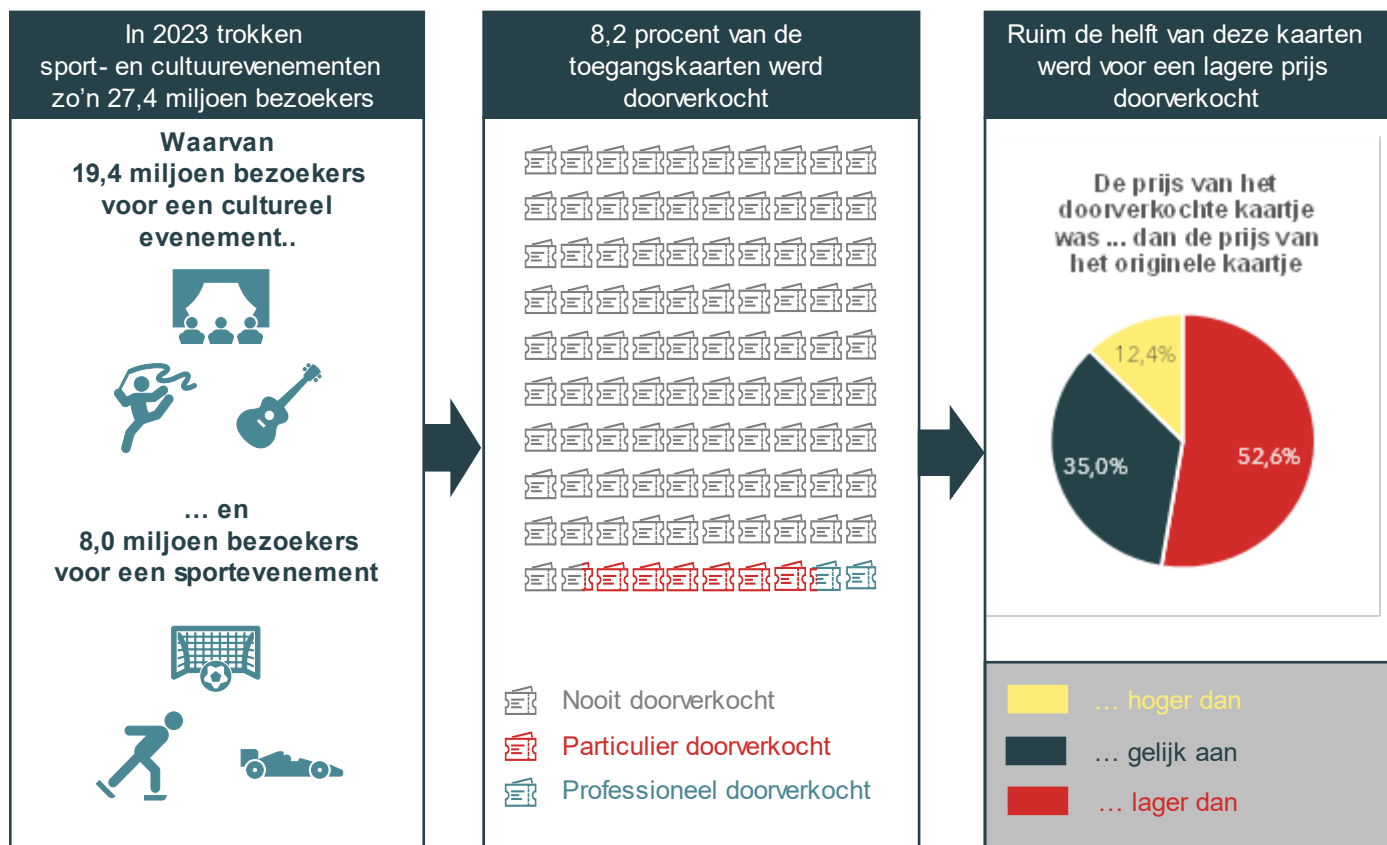 In 2023 trokken
sport- en cultuurevenementen
zo'n 27,4 miljoen bezoekers
Waarvan
19,4 miljoen bezoekers
voor een cultureel
evenement..
... en
8,0 miljoen bezoekers
voor een sportevenement
8,2 procent van de
toegangskaarten werd
doorverkocht
Nooit doorverkocht
Particulier doorverkocht
Professioneel doorverkocht
Ruim de helft van deze kaarten
werd voor een lagere prijs
doorverkocht
De prijs van het
doorverkochte kaartje
was ... dan de prijs van
het originele kaartje
12,4%
35,0%
52,6%
... hoger dan
... gelijk aan
... lager dan